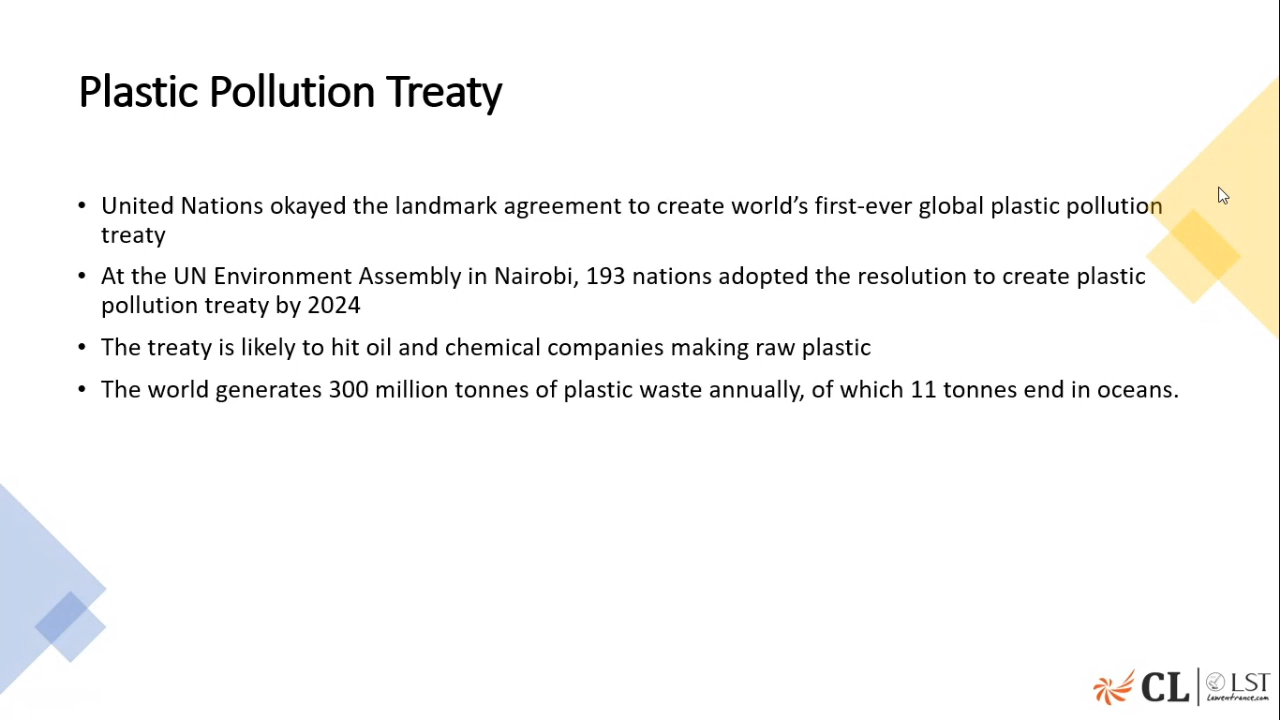 Plastic Pollution Treaty
• United Nations okayed the landmark agreement to create world’s first-ever global plastic pollution
treaty
• At the UN Environment Assembly in Nairobi, 193 nations adopted the resolution to create plastic
pollution treaty by 2024
• The treaty is likely to hit oil and chemical companies making raw plastic
• The world generates 300 million tonnes of plastic waste annually, of which 11 tonnes end in oceans.
CL LST
Lawentrance.com